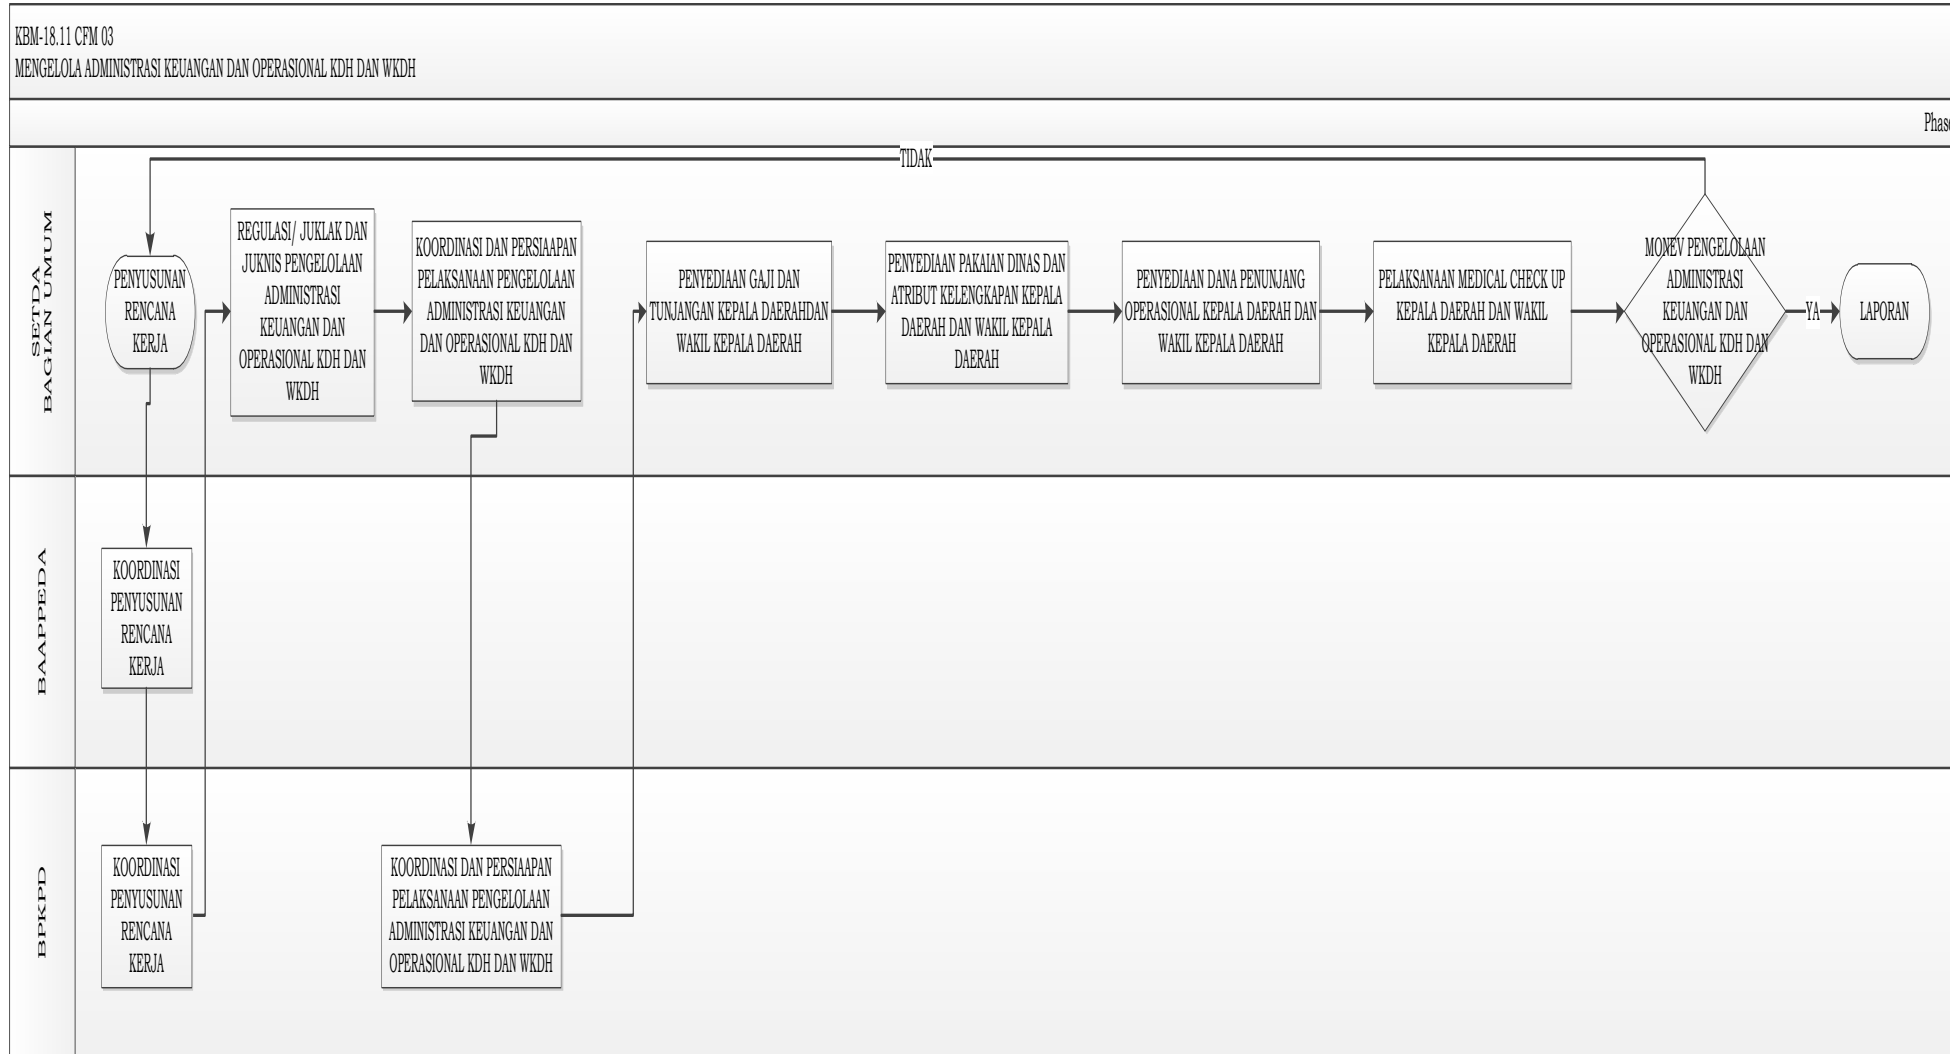 KBM-18.11 CFM 03
MENGELOLA ADMINISTRASI KEUANGAN DAN OPERASIONAL KDH DAN WKDH
Phase
TIDAK
SETDA
BAGIAN UMUM
PENYUSUNAN
RENCANA
KERJA
REGULASI/ JUKLAK DAN
JUKNIS PENGELOLAAN
ADMINISTRASI
KEUANGAN DAN
OPERASIONAL KDH DAN
WKDH
KOORDINASI DAN PERSIAAPAN
PELAKSANAAN PENGELOLAAN
ADMINISTRASI KEUANGAN
DAN OPERASIONAL KDH DAN
WKDH
PENYEDIAAN GAJI DAN
TUNJANGAN KEPALA DAERAHDAN
WAKIL KEPALA DAERAH
PENYEDIAAN PAKAIAN DINAS DAN
ATRIBUT KELENGKAPAN KEPALA
DAERAH DAN WAKIL KEPALA
DAERAH
PENYEDIAAN DANA PENUNJANG
OPERASIONAL KEPALA DAERAH DAN
WAKIL KEPALA DAERAH
PELAKSANAAN MEDICAL CHECK UP
KEPALA DAERAH DAN WAKIL
KEPALA DAERAH
MONEV PENGELOLAAN
ADMINISTRASI
KEUANGAN DAN
OPERASIONAL KDH DAN
WKDH
YA
LAPORAN
BAAPPEDA
KOORDINASI
PENYUSUNAN
RENCANA
KERJA
BPKPD
KOORDINASI
PENYUSUNAN
RENCANA
KERJA
KOORDINASI DAN PERSIAAPAN
PELAKSANAAN PENGELOLAAN
ADMINISTRASI KEUANGAN DAN
OPERASIONAL KDH DAN WKDH